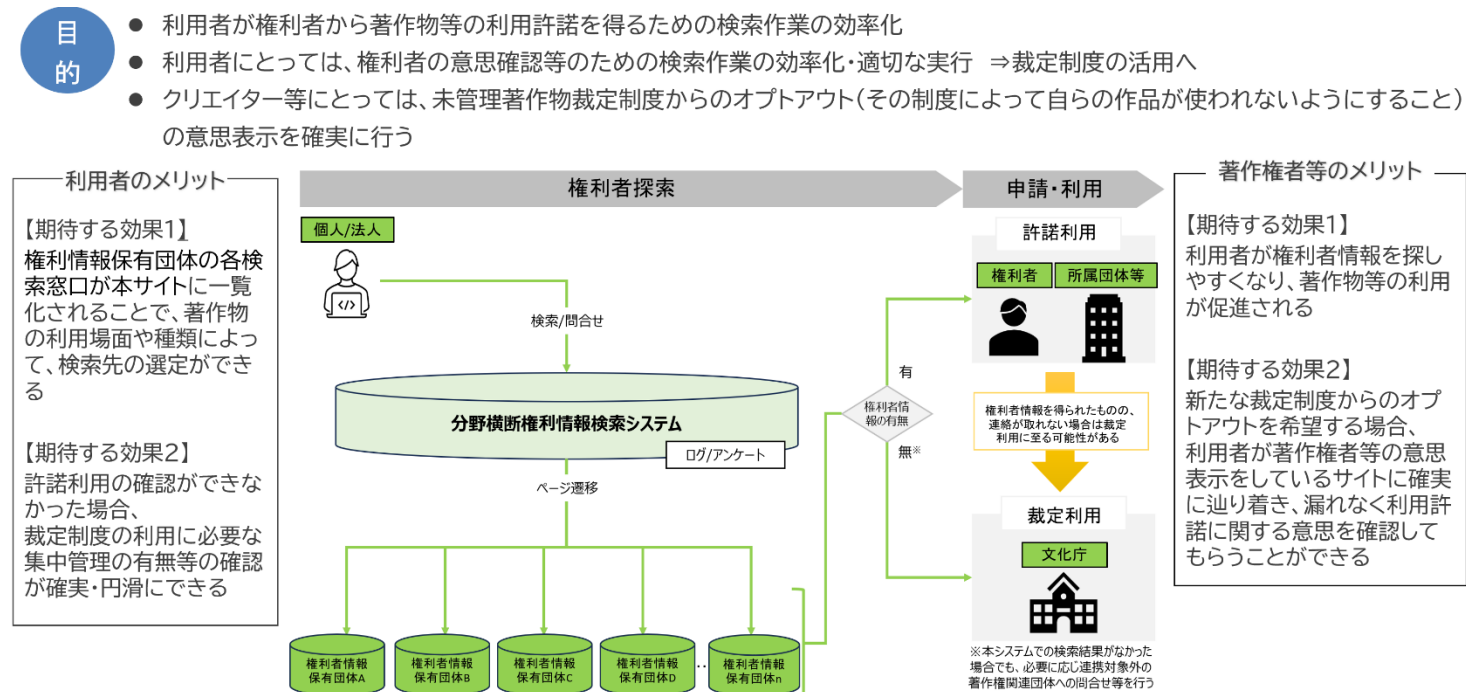 目
的
● 利用者が権利者から著作物等の利用許諾を得るための検索作業の効率化
● 利用者にとっては、権利者の意思確認等のための検索作業の効率化・適切な実行 ⇒裁定制度の活用へ
● クリエイター等にとっては、未管理著作物裁定制度からのオプトアウト(その制度によって自らの作品が使われないようにすること)
の意思表示を確実に行う
利用者のメリット
【期待する効果1】
権利情報保有団体の各検
索窓口が本サイトに一覧
化されることで、著作物
の利用場面や種類によっ
て、検索先の選定ができ
る
【期待する効果2】
許諾利用の確認ができな
かった場合、
裁定制度の利用に必要な
集中管理の有無等の確認
が確実・円滑にできる
権利者探索
個人/法人
</>
検索/問合せ
分野横断権利情報検索システム
ログ/アンケート
ページ遷移
権利者情報
保有団体A
権利者情報
保有団体B
権利者情報
保有団体C
権利者情報
保有団体D
‥
権利者情報
保有団体n
権利者情
報の有無
有
無※
申請・利用
許諾利用
権利者
所属団体等
権利者情報を得られたものの、
連絡が取れない場合は裁定
利用に至る可能性がある
裁定利用
文化庁
※本システムでの検索結果がなかった
場合でも、必要に応じ連携対象外の
著作権関連団体への問合せ等を行う
著作権者等のメリット
【期待する効果1】
利用者が権利者情報を探し
やすくなり、著作物等の利用
が促進される
【期待する効果2】
新たな裁定制度からのオプ
トアウトを希望する場合、
利用者が著作権者等の意思
表示をしているサイトに確実
に辿り着き、漏れなく利用許
諾に関する意思を確認して
もらうことができる